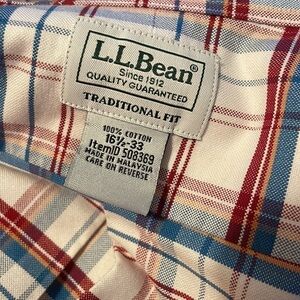 L.L.Bean®
Since 1912
QUALITY GUARANTEED
TRADITIONAL FIT
100% COTTON
16½-33
ItemID 508369
MADE IN MALAYSIA
CARE ON REVERSE